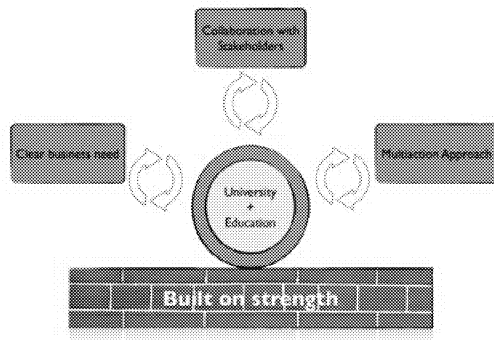 Collaboration with
Stakeholders
Clear business need
Multiaction Approach
University
+
Education
Built on strength